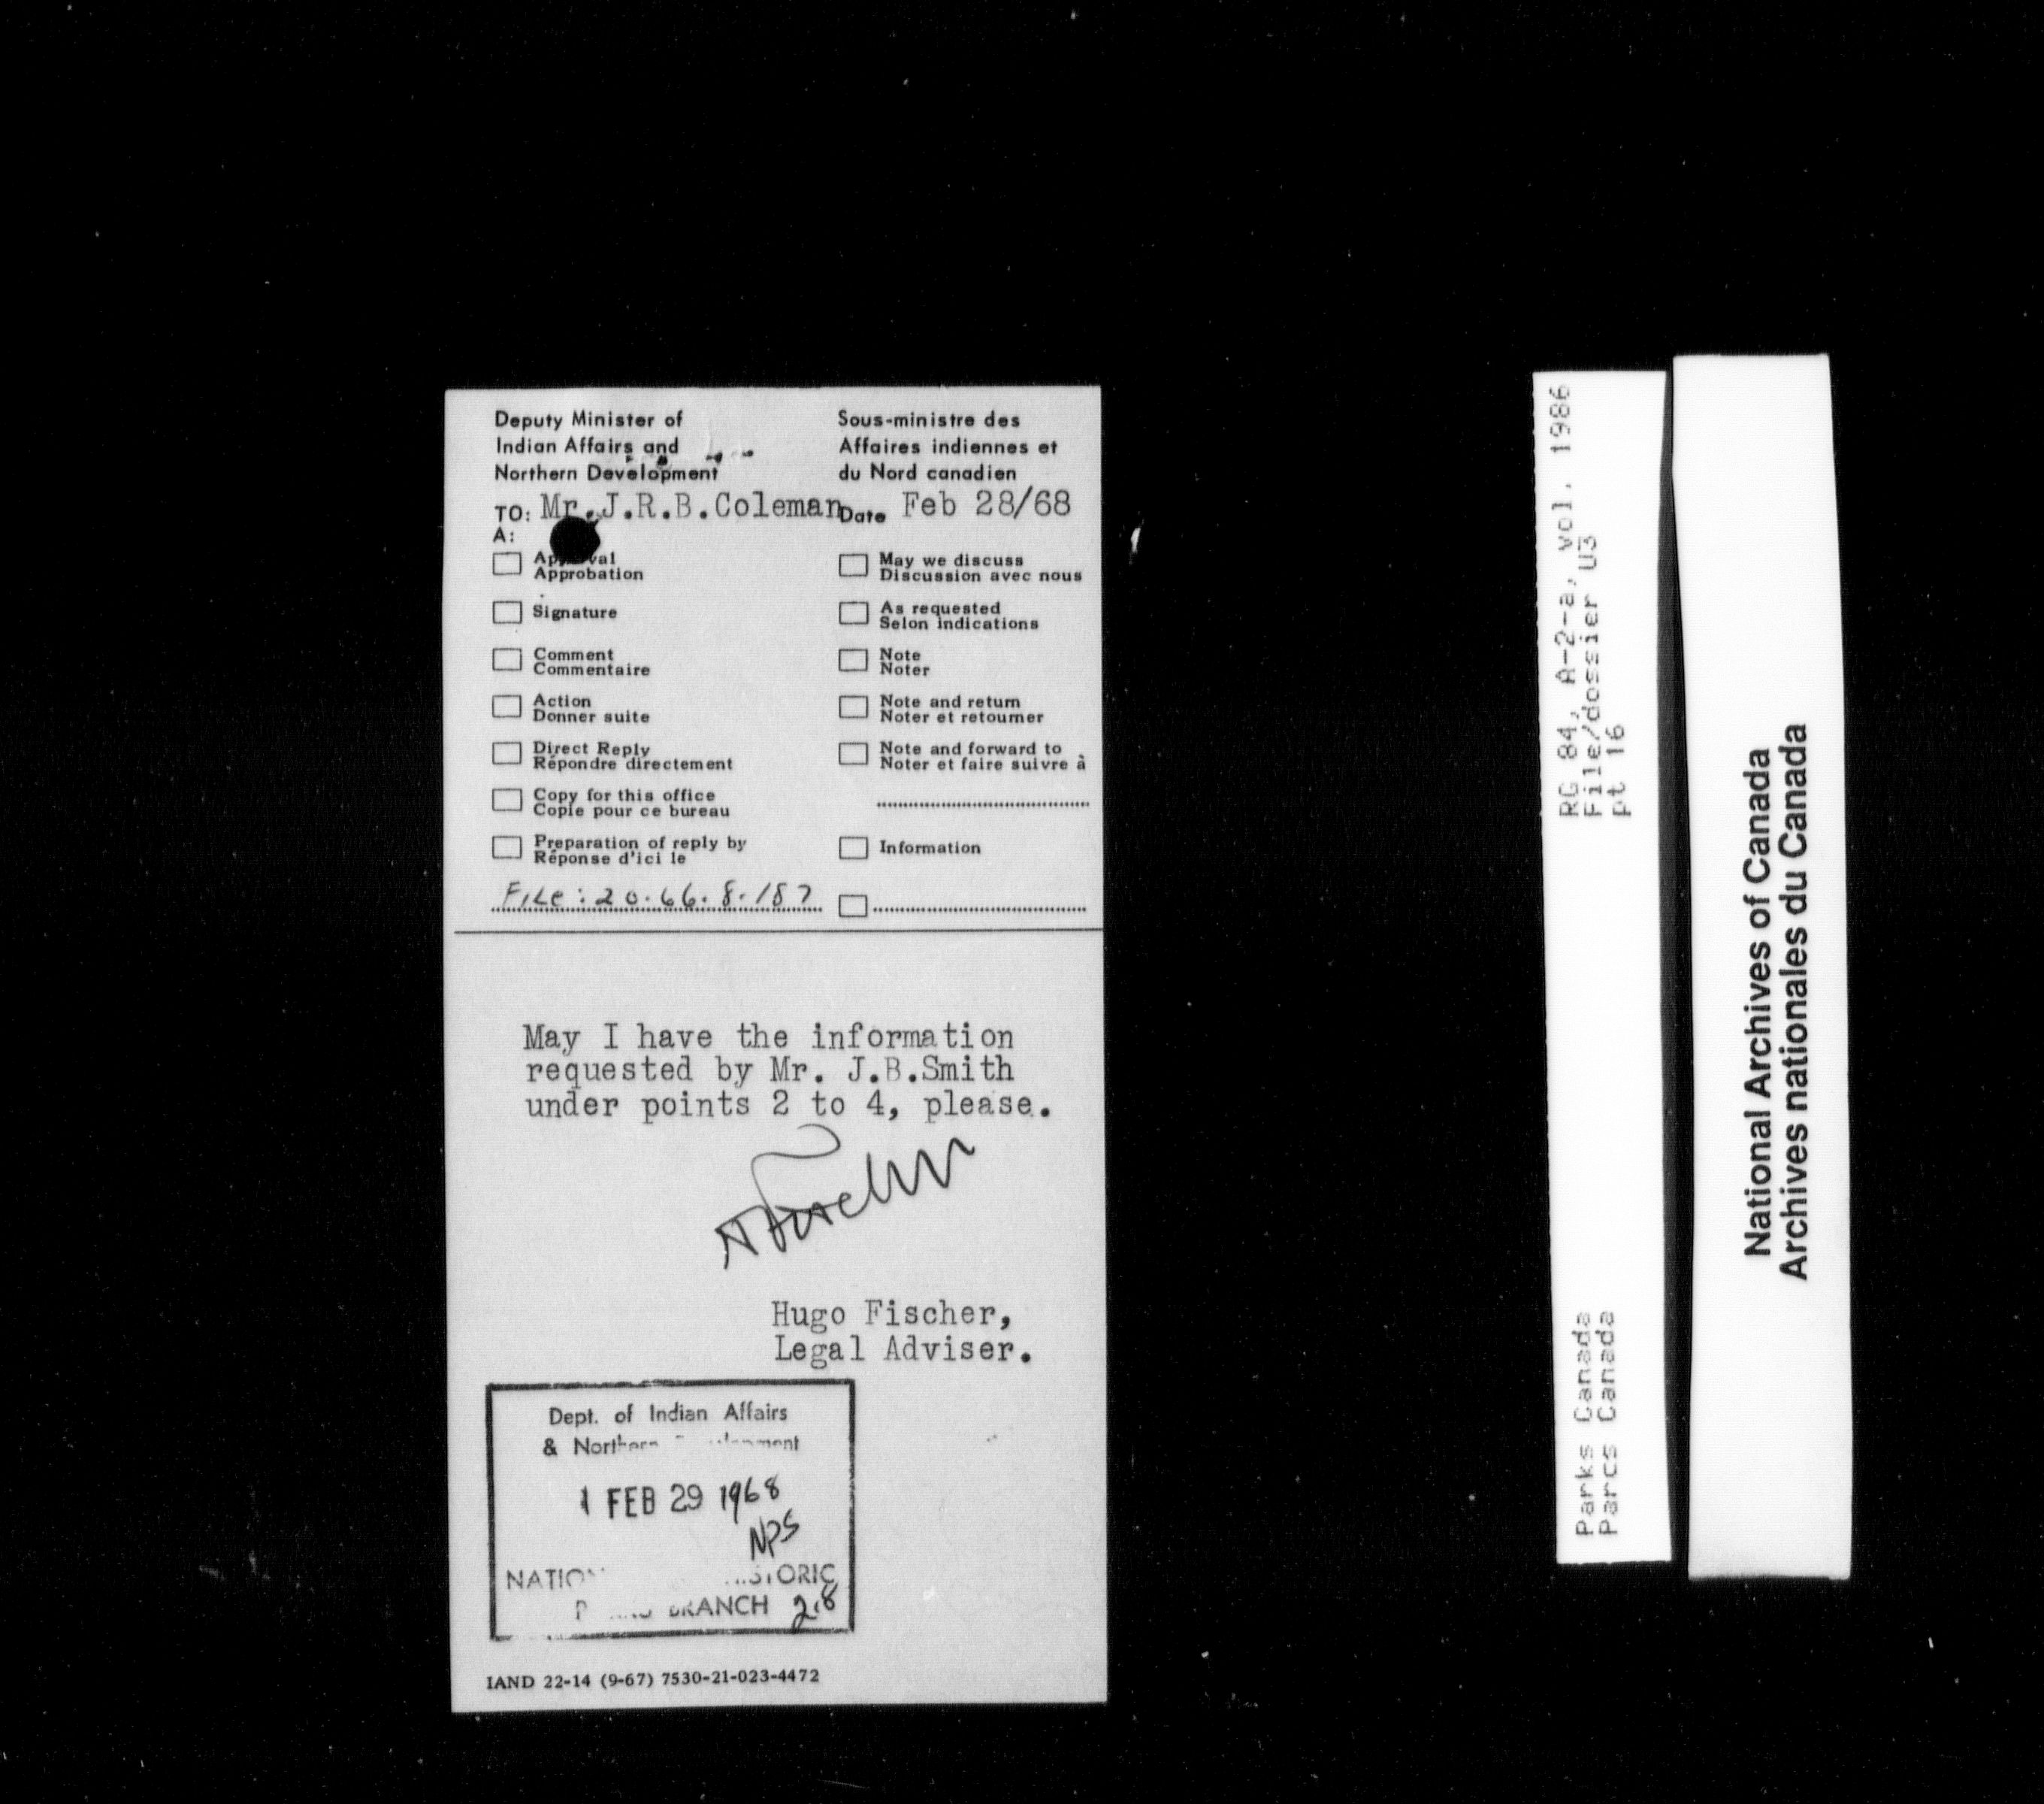 Deputy Minister of
Indian Affairs and
Northern Development
Sous-ministre des
Affaires indiennes et
du Nord canadien
TO: Mr. J.R.B.Coleman
A:
Date Feb 28/68
Approval
Approbation
Signature
Comment
Commentaire
Action
Donner suite
Direct Reply
Répondre directement
Copy for this office
Copie pour ce bureau
Preparation of reply by
Réponse d'ici le
File: 20.66.8.187
May we discuss
Discussion avec nous
As requested
Selon indications
Note
Noter
Note and return
Noter et retourner
Note and forward to
Noter et faire suivre à
Information
May I have the information
requested by Mr. J.B.Smith
under points 2 to 4, please.
Hugo Fischer,
Legal Adviser.
Dept. of Indian Affairs
& Northern Development
1 FEB 29 1968
NPS
HISTORIC
BRANCH 2.8
IAND 22-14 (9-67) 7530-21-023-4472
RG 84, A-2-a, vol. 1986
File/dossier U3
pt 16
Parks Canada
Parcs Canada
National Archives of Canada
Archives nationales du Canada